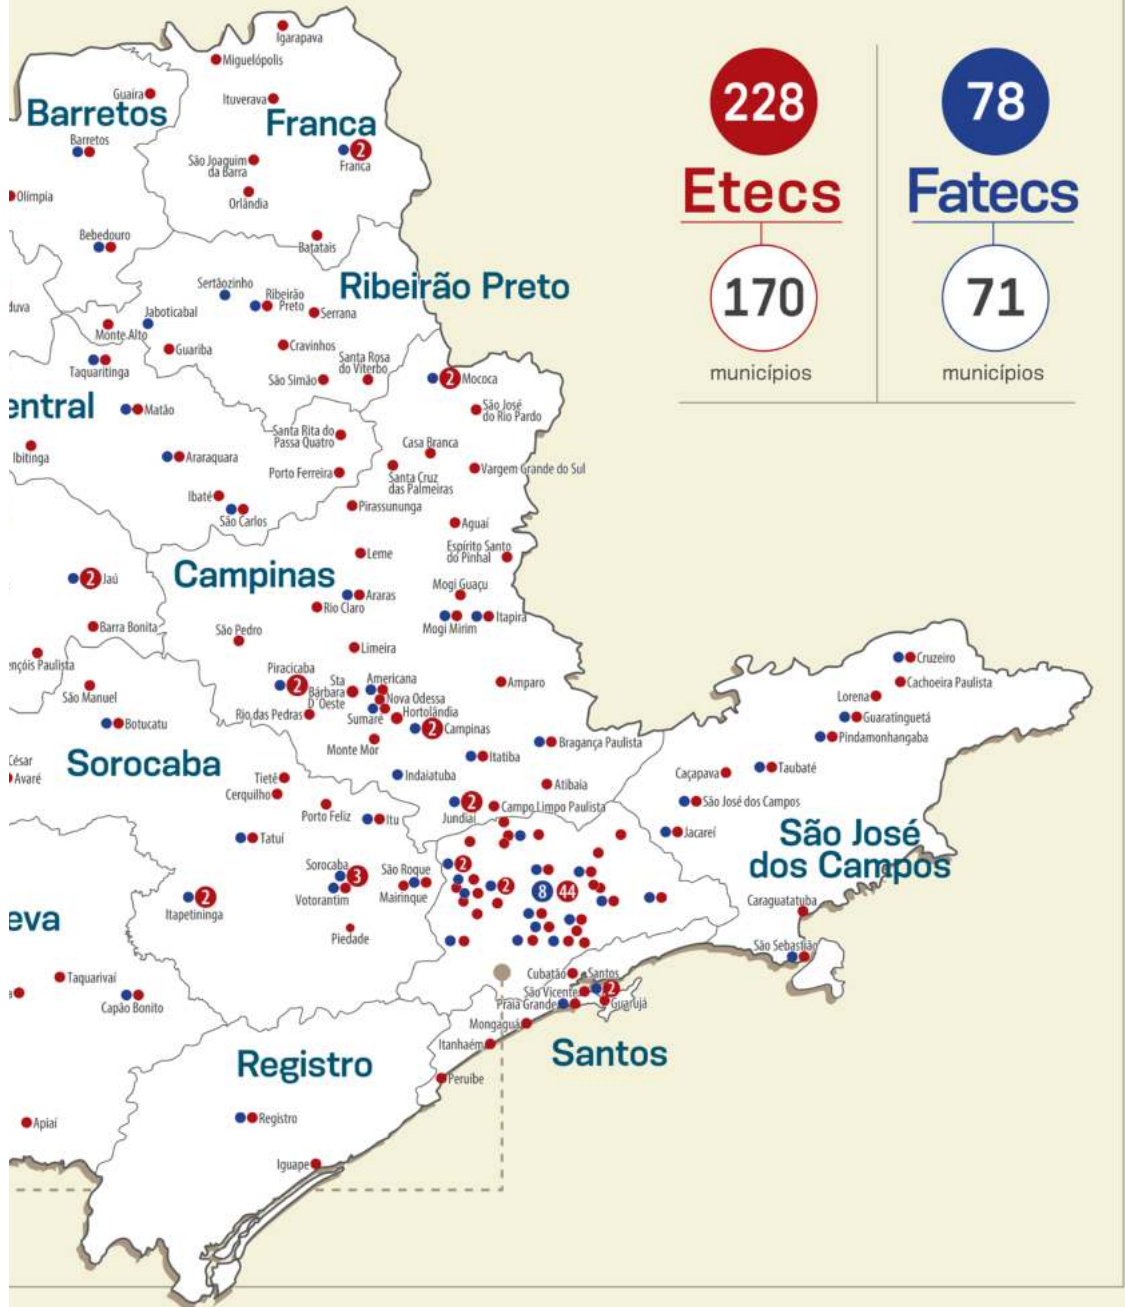 Igarapava
Miguelópolis
Guaíra
Ituverava
Barretos
Franca
Barretos
2
Franca
São Joaquim
da Barra
Orlândia
Olímpia
Bebedouro
Batatais
Ribeirão Preto
Sertãozinho
Ribeirão
Preto
Serrana
duva
Jaboticabal
Monte Alto
Guariba
Cravinhos
Santa Rosa
do Viterbo
Taquaritinga
São Simão
2
Mococa
entral
Matão
São José
do Rio Pardo
Santa Rita do
Passa Quatro
Casa Branca
Ibitinga
Araraquara
Porto Ferreira
Santa Cruz
das Palmeiras
Vargem Grande do Sul
Ibaté
Pirassununga
São Carlos
Aguaí
Espírito Santo
do Pinhal
Leme
Campinas
2
Jaú
Mogi Guaçu
Araras
Rio Claro
Mogi Mirim
Itapira
Barra Bonita
São Pedro
Limeira
ençóis Paulista
Piracicaba
2
Sta
Bárbara
D´Oeste
Americana
Nova Odessa
Amparo
São Manuel
Rio das Pedras
Sumaré
Hortolândia
2
Campinas
Botucatu
Monte Mor
Itatiba
Bragança Paulista
Sorocaba
César
Avaré
Tietê
Cerquilho
Indaiatuba
Atibaia
Porto Feliz
Itu
2
Jundiaí
Campo Limpo Paulista
Tatuí
Sorocaba
3
São Roque
Votorantim
Mairinque
2
2
8
44
2
Itapetininga
eva
Piedade
Taquarivaí
Capão Bonito
Cruzeiro
Cachoeira Paulista
Lorena
Guaratinguetá
Pindamonhangaba
Caçapava
Taubaté
São José dos Campos
Jacareí
São José
dos Campos
Caraguatatuba
São Sebastião
Cubatão
Santos
São Vicente
2
Praia Grande
Guarujá
Mongaguá
Itanhaém
Santos
Peruíbe
Registro
Registro
Apiaí
Iguape
228
Etecs
170
municípios
78
Fatecs
71
municípios